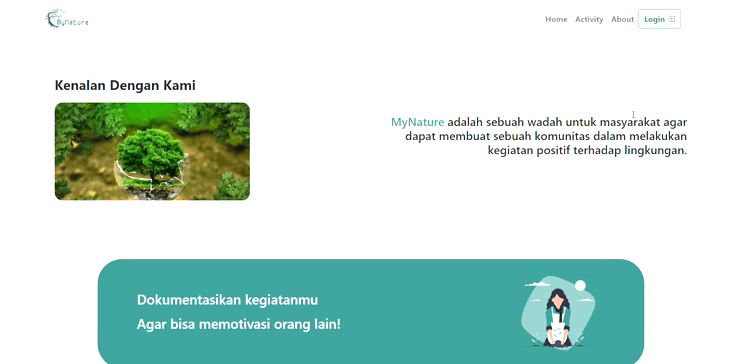 MyNature
Home Activity About Login
Kenalan Dengan Kami
MyNature adalah sebuah wadah untuk masyarakat agar
dapat membuat sebuah komunitas dalam melakukan
kegiatan positif terhadap lingkungan.
Dokumentasikan kegiatanmu
Agar bisa memotivasi orang lain!